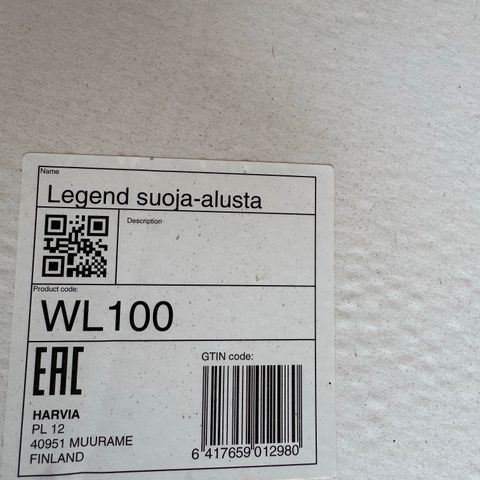 Name
Legend suoja-alusta
Description
Product code:
WL100
EAC
GTIN code:
HARVIA
PL 12
40951 MUURAME
FINLAND
6 417659 012980